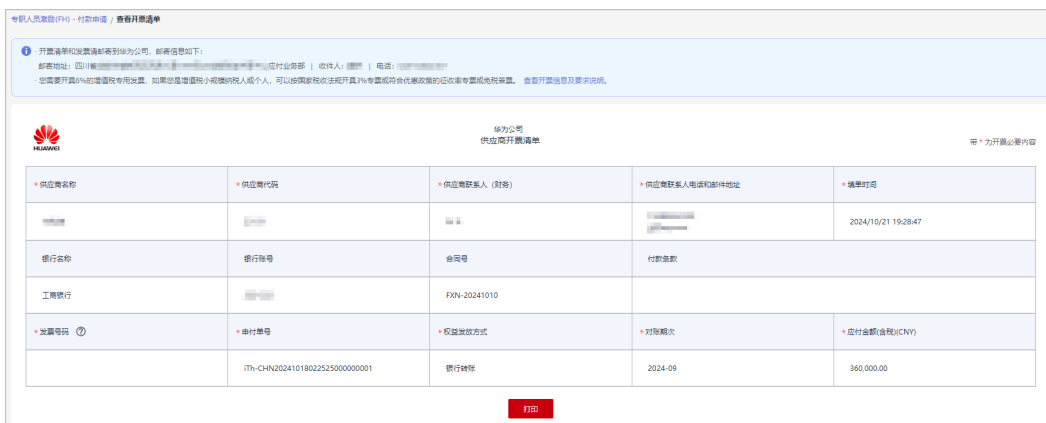 专职人员激励(FH) - 付款申请 / 查看开票清单
· 开票清单和发票请邮寄到华为公司，邮寄信息如下：
邮寄地址：四川省 应付业务部 | 收件人： | 电话：
· 您需要开具6%的增值税专用发票，如果您是增值税小规模纳税人或个人，可以按国家税收法规开具3%专票或符合优惠政策的征收率专票或免税普票。 查看开票信息及要求说明。
HUAWEI
华为公司
供应商开票清单
带 * 为开票必要内容
* 供应商名称 * 供应商代码 * 供应商联系人（财务） * 供应商联系人电话和邮件地址 * 填单时间
2024/10/21 19:28:47
银行名称 银行账号 合同号 付款条款
工商银行 FXN-20241010
* 发票号码 ? * 申付单号 * 权益发放方式 * 对账期次 * 应付金额(含税)(CNY)
iTh-CHN20241018022525000000001 银行转账 2024-09 360,000.00
打印